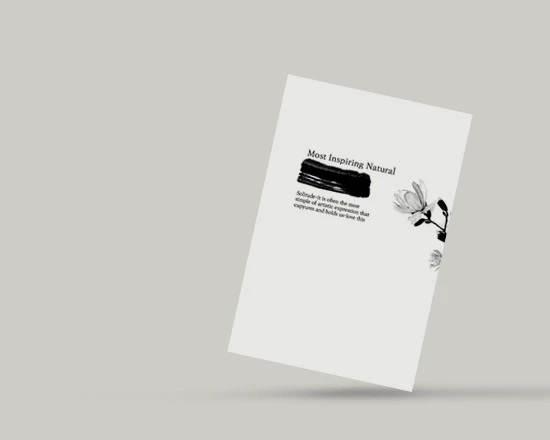 Most Inspiring Natural
Solitude-it is often the most
simple of artistic expression that
cappures and holds us-love this